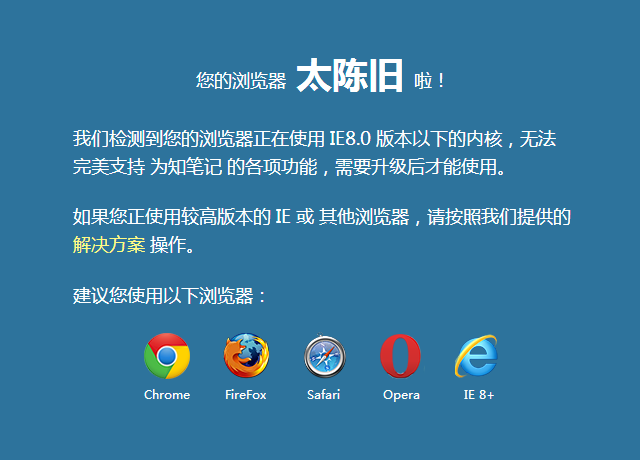 您的浏览器 太陈旧 啦！
我们检测到您的浏览器正在使用 IE8.0 版本以下的内核，无法
完美支持 为知笔记 的各项功能，需要升级后才能使用。
如果您正使用较高版本的 IE 或 其他浏览器，请按照我们提供的
解决方案 操作。
建议您使用以下浏览器：
Chrome FireFox Safari Opera IE 8+